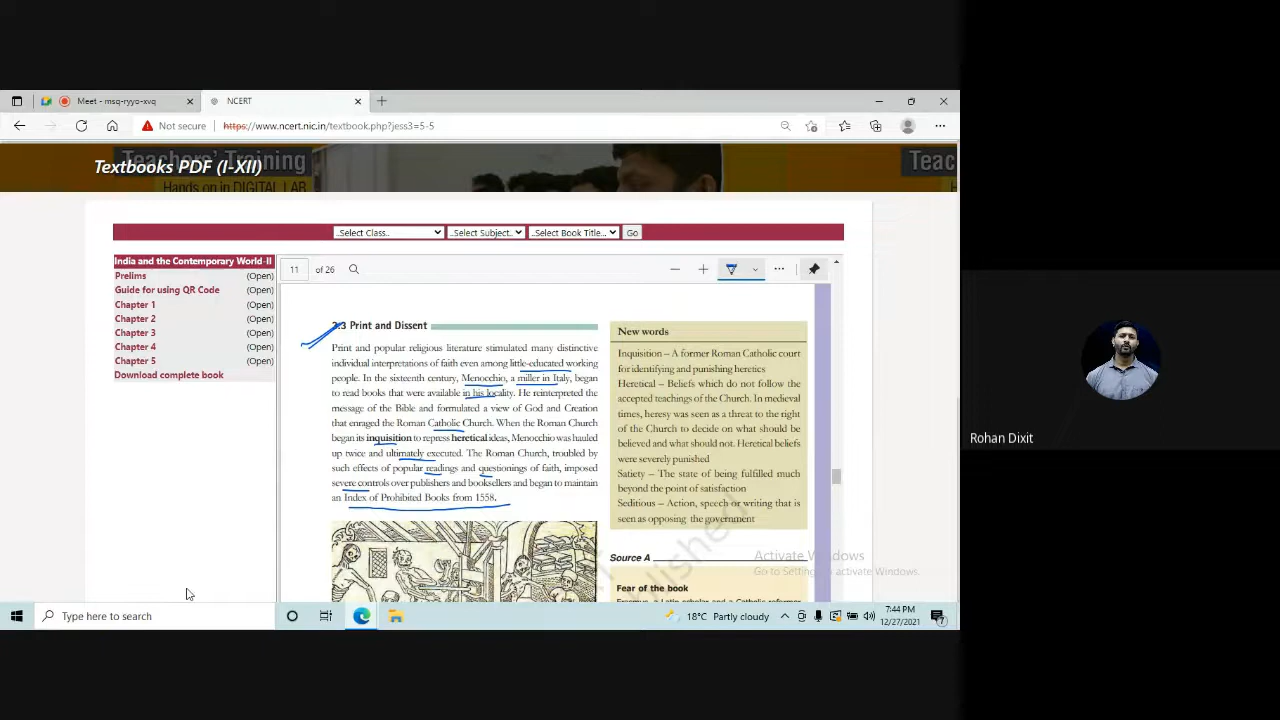 Meet - msq-ryyo-xvq
NCERT
Not secure
https://www.ncert.nic.in/textbook.php?jess3=5-5
Teachers' Training
Teac
Textbooks PDF (I-XII)
Hands on in DIGITAL LAB
..Select Class..
..Select Subject..
..Select Book Title...
Go
India and the Contemporary World-II
Prelims (Open)
Guide for using QR Code (Open)
Chapter 1 (Open)
Chapter 2 (Open)
Chapter 3 (Open)
Chapter 4 (Open)
Chapter 5 (Open)
Download complete book
11 of 26
3 Print and Dissent
Print and popular religious literature stimulated many distinctive
individual interpretations of faith even among little-educated working
people. In the sixteenth century, Menocchio, a miller in Italy, began
to read books that were available in his locality. He reinterpreted the
message of the Bible and formulated a view of God and Creation
that enraged the Roman Catholic Church. When the Roman Church
began its inquisition to repress heretical ideas, Menocchio was hauled
up twice and ultimately executed. The Roman Church, troubled by
such effects of popular readings and questionings of faith, imposed
severe controls over publishers and booksellers and began to maintain
an Index of Prohibited Books from 1558.
New words
Inquisition – A former Roman Catholic court
for identifying and punishing heretics
Heretical – Beliefs which do not follow the
accepted teachings of the Church. In medieval
times, heresy was seen as a threat to the right
of the Church to decide on what should be
believed and what should not. Heretical beliefs
were severely punished
Satiety – The state of being fulfilled much
beyond the point of satisfaction
Seditious – Action, speech or writing that is
seen as opposing the government
Source A
Fear of the book
Erasmus, a Latin scholar and a Catholic reformer
Activate Windows
Go to Settings to activate Windows.
Rohan Dixit
Type here to search
18°C Partly cloudy
7:44 PM
12/27/2021
7